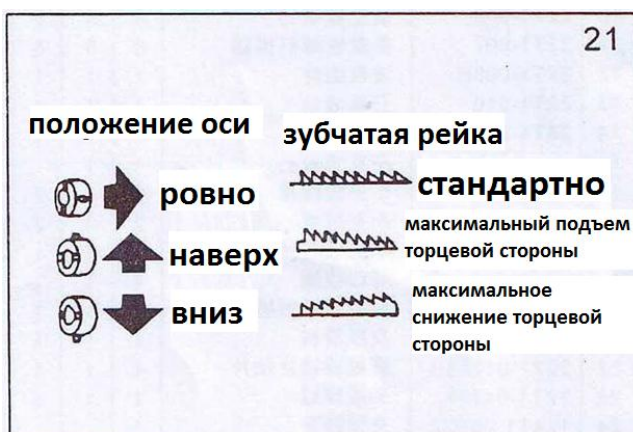 21
положение оси
зубчатая рейка
ровно
стандартно
наверх
максимальный подъем
торцевой стороны
вниз
максимальное
снижение торцевой
стороны